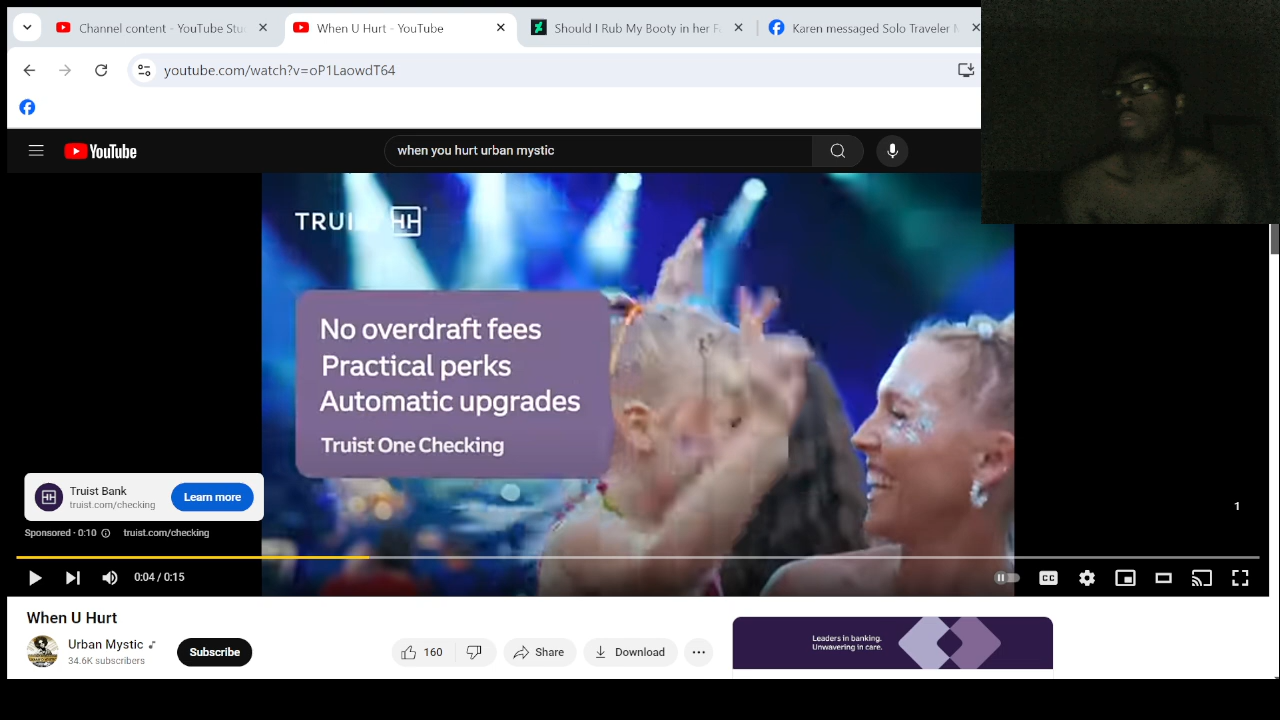 Channel content - YouTube Stu
When U Hurt - YouTube
Should I Rub My Booty in her F
Karen messaged Solo Traveler
youtube.com/watch?v=oP1LaowdT64
YouTube
when you hurt urban mystic
TRUIST
No overdraft fees
Practical perks
Automatic upgrades
Truist One Checking
Truist Bank
truist.com/checking
Learn more
Sponsored · 0:10
truist.com/checking
1
0:04 / 0:15
CC
When U Hurt
Urban Mystic
34.6K subscribers
Subscribe
160
Share
Download
Leaders in banking.
Unwavering in care.